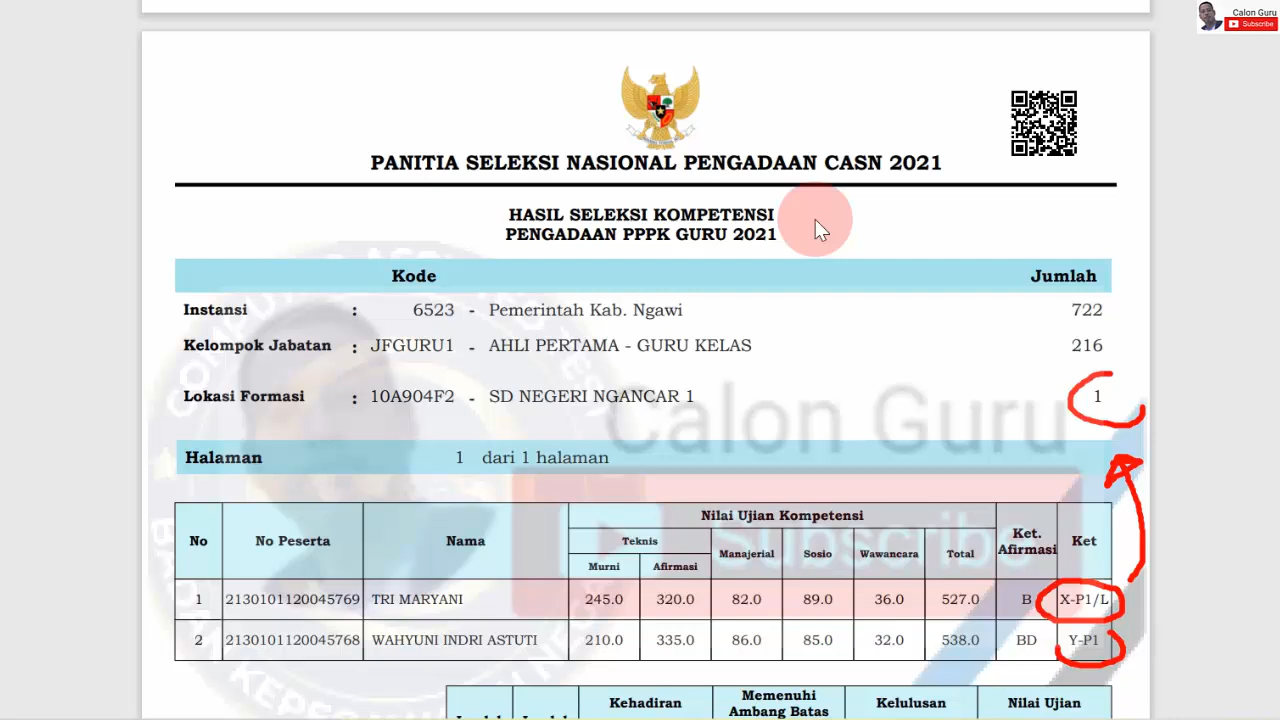 Calon Guru
Subscribe
PANITIA SELEKSI NASIONAL PENGADAAN CASN 2021
HASIL SELEKSI KOMPETENSI
PENGADAAN PPPK GURU 2021
Kode Jumlah
Instansi : 6523 - Pemerintah Kab. Ngawi 722
Kelompok Jabatan : JFGURU1 - AHLI PERTAMA - GURU KELAS 216
Lokasi Formasi : 10A904F2 - SD NEGERI NGANCAR 1 1
Calon Guru
Halaman 1 dari 1 halaman
Subscribe
No No Peserta Nama Nilai Ujian Kompetensi Ket. Afirmasi Ket
Teknis Manajerial Sosio Wawancara Total
Murni Afirmasi
1 21301011120045769 TRI MARYANI 245.0 320.0 82.0 89.0 36.0 527.0 B X-P1/L
2 21301011120045768 WAHYUNI INDRI ASTUTI 210.0 335.0 86.0 85.0 32.0 538.0 BD Y-P1
Kehadiran Memenuhi Ambang Batas Kelulusan Nilai Ujian